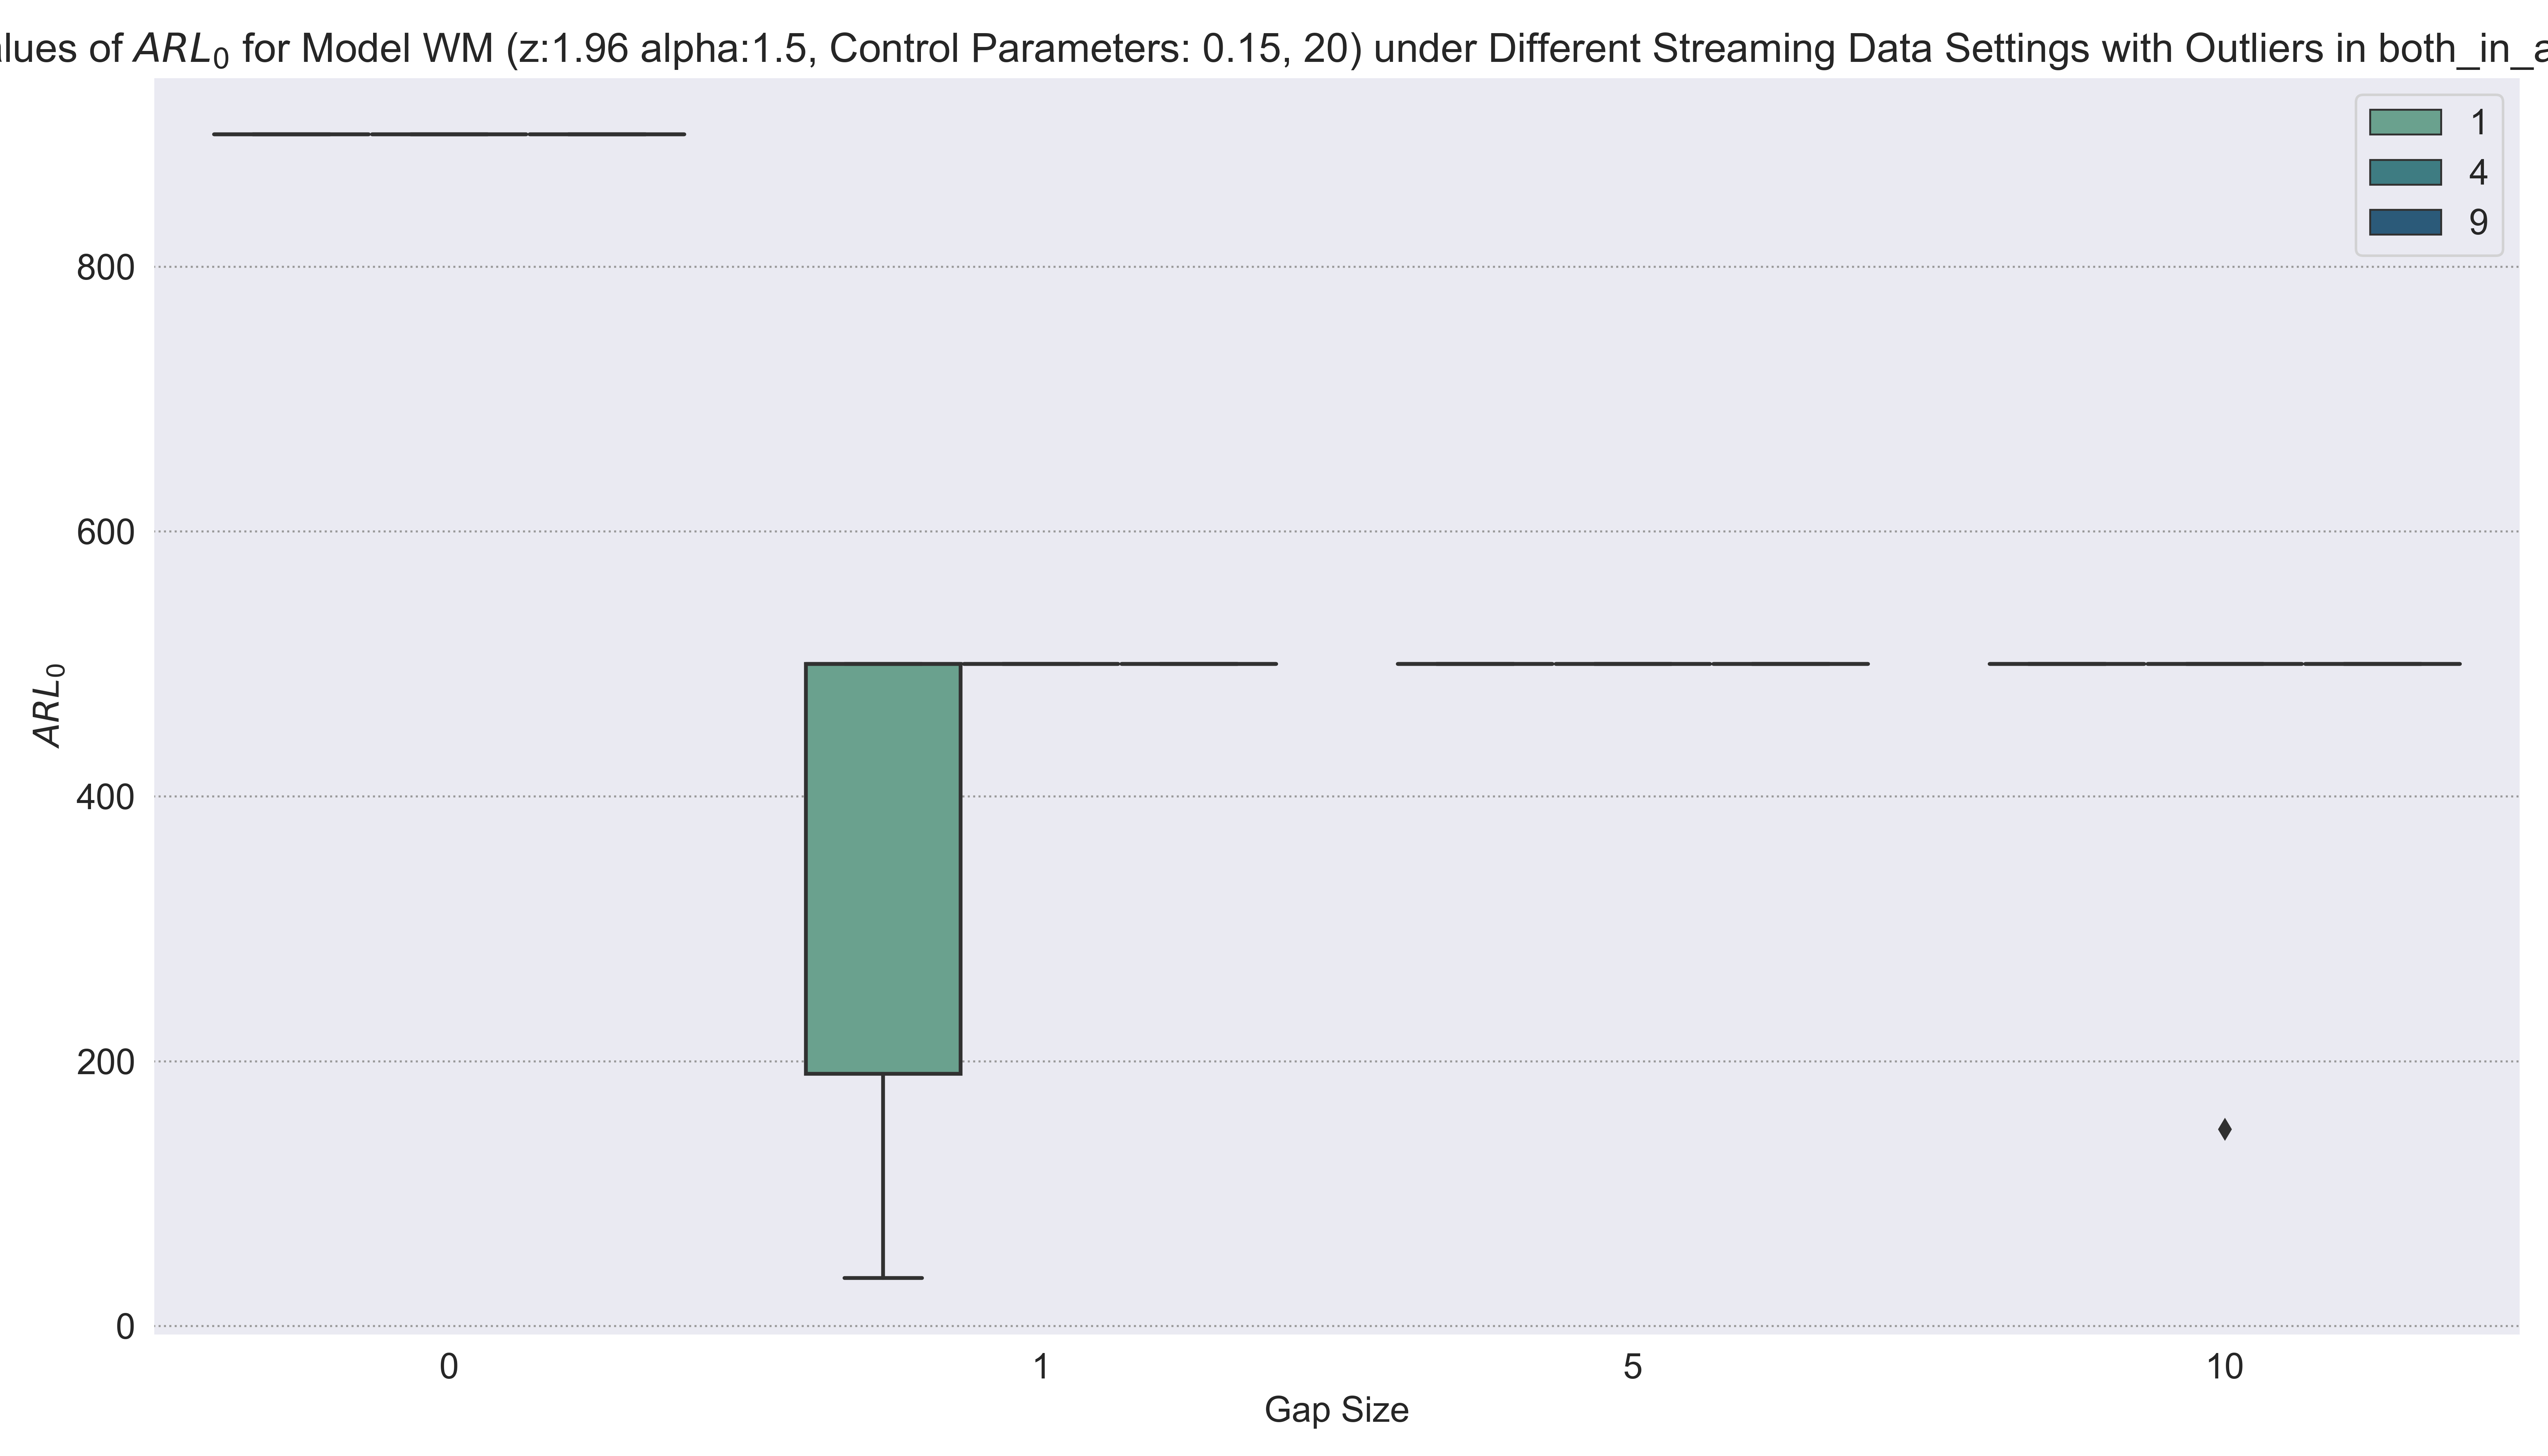 lues of ARL₀ for Model WM (z:1.96 alpha:1.5, Control Parameters: 0.15, 20) under Different Streaming Data Settings with Outliers in both_in_a
1
4
9
800
600
400
200
0
ARL₀
0 1 5 10
Gap Size